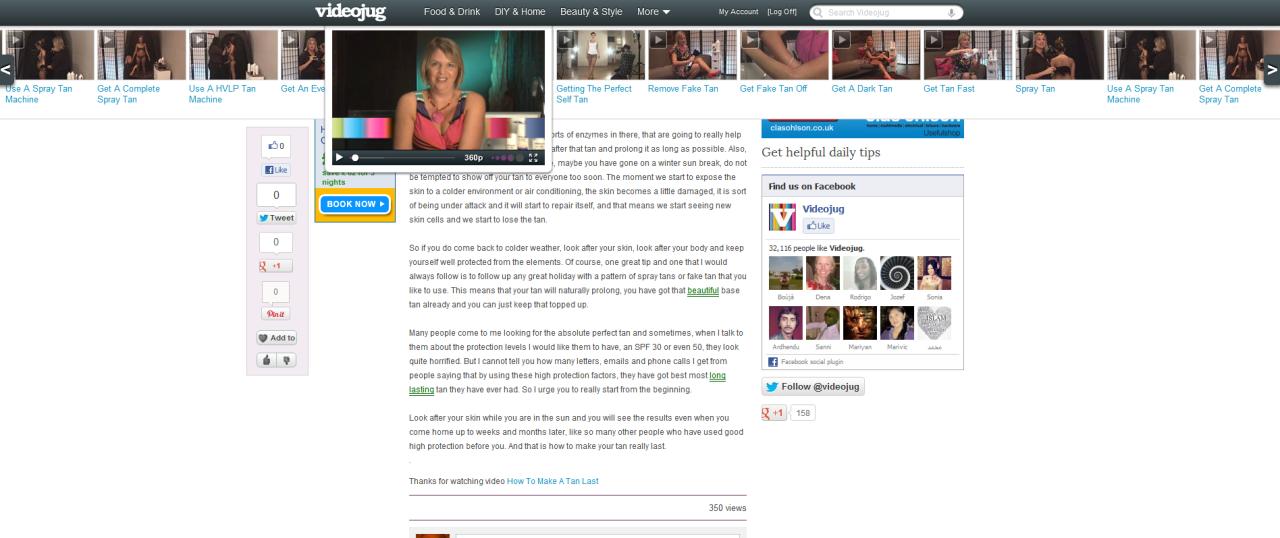 videojug
Food & Drink
DIY & Home
Beauty & Style
More
My Account
[Log Off]
Search Videojug
<
Use A Spray Tan
Machine
Get A Complete
Spray Tan
Use A HVLP Tan
Machine
Get An Eve
360p
Getting The Perfect
Self Tan
Remove Fake Tan
Get Fake Tan Off
Get A Dark Tan
Get Tan Fast
Spray Tan
Use A Spray Tan
Machine
Get A Complete
Spray Tan
>
0
Like
0
Tweet
0
+1
0
Pin it
Add to
nights
BOOK NOW
orts of enzymes in there, that are going to really help
after that tan and prolong it as long as possible. Also,
e, maybe you have gone on a winter sun break, do not
be tempted to show off your tan to everyone too soon. The moment we start to expose the
skin to a colder environment or air conditioning, the skin becomes a little damaged, it is sort
of being under attack and it will start to repair itself, and that means we start seeing new
skin cells and we start to lose the tan.
So if you do come back to colder weather, look after your skin, look after your body and keep
yourself well protected from the elements. Of course, one great tip and one that I would
always follow is to follow up any great holiday with a pattern of spray tans or fake tan that you
like to use. This means that your tan will naturally prolong, you have got that beautiful base
tan already and you can just keep that topped up.
Many people come to me looking for the absolute perfect tan and sometimes, when I talk to
them about the protection levels I would like them to have, an SPF 30 or even 50, they look
quite horrified. But I cannot tell you how many letters, emails and phone calls I get from
people saying that by using these high protection factors, they have got best most long
lasting tan they have ever had. So I urge you to really start from the beginning.
Look after your skin while you are in the sun and you will see the results even when you
come home up to weeks and months later, like so many other people who have used good
high protection before you. And that is how to make your tan really last.
.
Thanks for watching video How To Make A Tan Last
350 views
clasohlson.co.uk
Usefulshop
Get helpful daily tips
Find us on Facebook
Videojug
Like
32,116 people like Videojug.
Dena
Rodrigo
Jozef
Sonia
ISLAM
Ardhendu
Sanni
Mariyan
Marivic
Facebook social plugin
Follow @videojug
+1
158